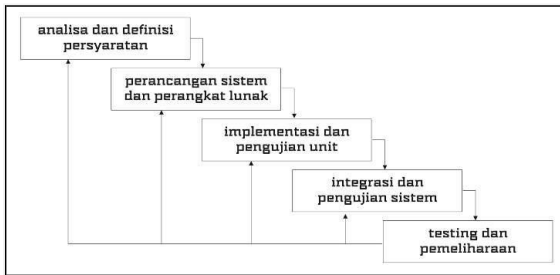 analisa dan definisi
persyaratan
perancangan sistem
dan perangkat lunak
implementasi dan
pengujian unit
integrasi dan
pengujian sistem
testing dan
pemeliharaan